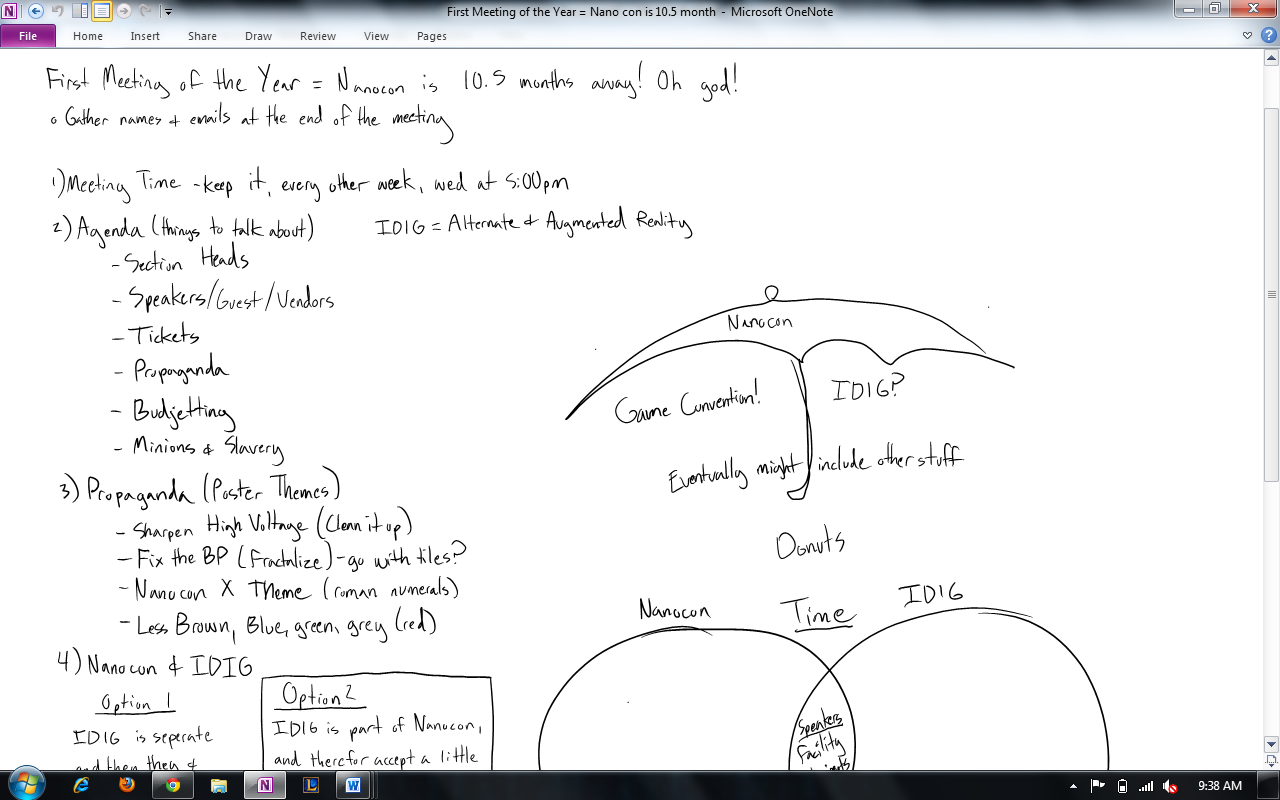 First Meeting of the Year = Nano con is 10.5 month - Microsoft OneNote
File Home Insert Share Draw Review View Pages
First Meeting of the Year = Nanocon is 10.5 months away! Oh god!
o Gather names & emails at the end of the meeting
1) Meeting Time - keep it, every other week, wed at 5:00pm
2) Agenda (things to talk about)
IDIG = Alternate & Augmented Reality
- Section Heads
- Speakers/Guest/Vendors
- Tickets
- Propaganda
- Budjetting
- Minions & Slavery
3) Propaganda (Poster Themes)
- Sharpen High Voltage (Clean it up)
- Fix the BP (Fractalize) - go with tiles?
- Nanocon X Theme (roman numerals)
- Less Brown, Blue, green, grey (red)
4) Nanocon & IDIG
Option 1
IDIG is seperate
and then they &
Option 2
IDIG is part of Nanocon,
and therefor accept a little
Nanocon
Game Convention!
IDIG?
Eventually might include other stuff
Donuts
Nanocon
Time
IDIG
Speakers
Facility
9:38 AM